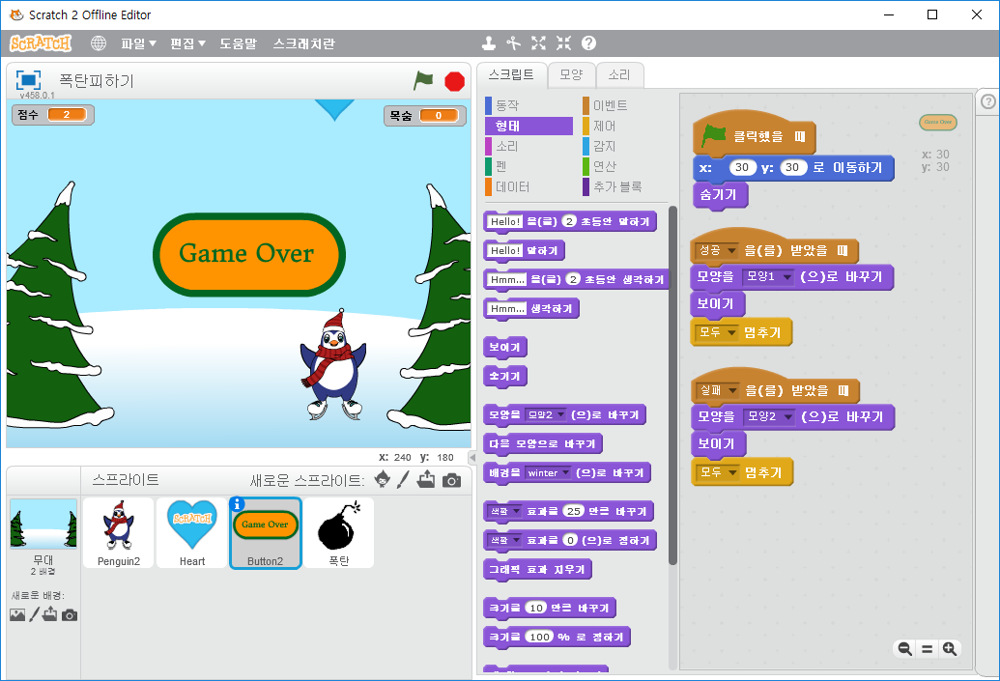 Scratch 2 Offline Editor
SCRATCH 파일 편집 도움말 스크래치란
폭탄피하기
v458.0.1
점수 2
목숨 0
Game Over
x: 240 y: 180
스크립트 모양 소리
동작 이벤트
형태 제어
소리 감지
펜 연산
데이터 추가 블록
Hello! 을(를) 2 초동안 말하기
Hello! 말하기
Hmm... 을(를) 2 초동안 생각하기
Hmm... 생각하기
보이기
숨기기
모양을 모양2 (으)로 바꾸기
다음 모양으로 바꾸기
배경을 winter (으)로 바꾸기
색깔 효과를 25 만큼 바꾸기
색깔 효과를 0 (으)로 정하기
그래픽 효과 지우기
크기를 10 만큼 바꾸기
크기를 100 % 로 정하기
클릭했을 때
x: 30 y: 30 로 이동하기
숨기기
성공 을(를) 받았을 때
모양을 모양1 (으)로 바꾸기
보이기
모두 멈추기
실패 을(를) 받았을 때
모양을 모양2 (으)로 바꾸기
보이기
모두 멈추기
Game Over
x: 30
y: 30
스프라이트 새로운 스프라이트:
무대
2 배경
새로운 배경:
Penguin2
SCRATCH
Heart
Game Over
Button2
폭탄